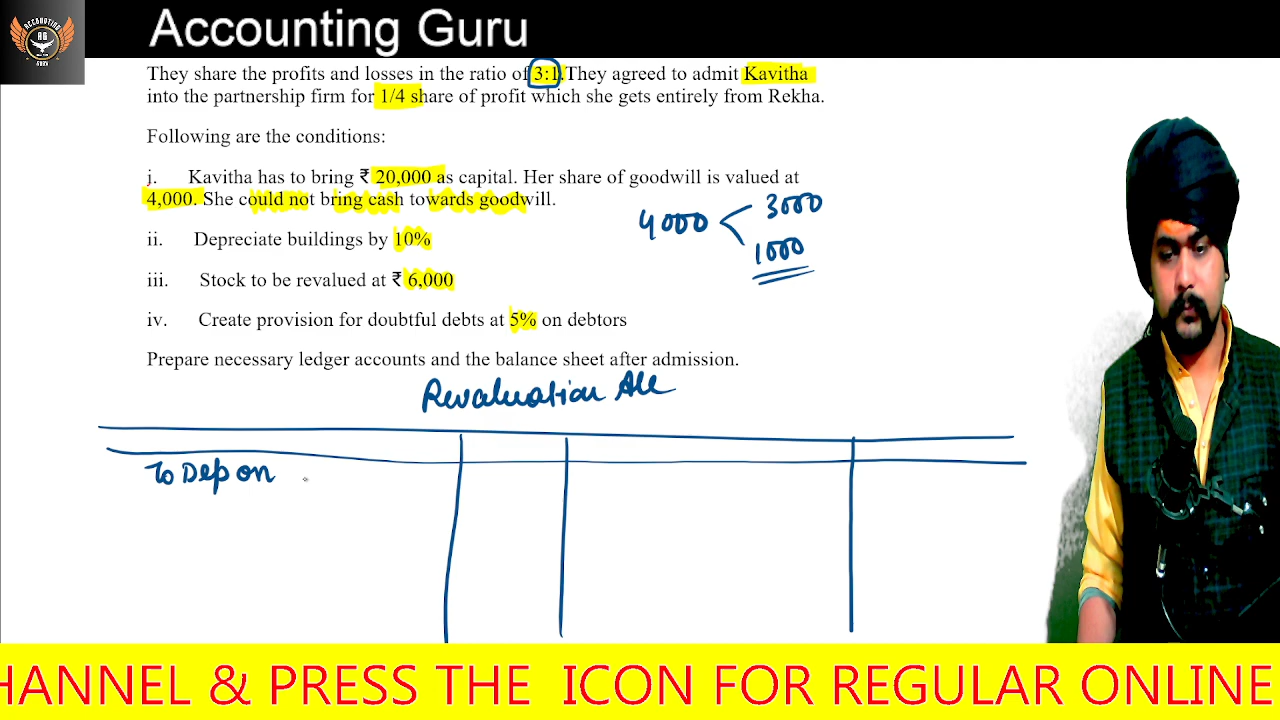 ACCOUNTING
AG
GURU
Accounting Guru
They share the profits and losses in the ratio of 3:1.They agreed to admit Kavitha
into the partnership firm for 1/4 share of profit which she gets entirely from Rekha.
Following are the conditions:
j. Kavitha has to bring ₹ 20,000 as capital. Her share of goodwill is valued at
4,000. She could not bring cash towards goodwill.
4000 < 3000
1000
ii. Depreciate buildings by 10%
iii. Stock to be revalued at ₹ 6,000
iv. Create provision for doubtful debts at 5% on debtors
Prepare necessary ledger accounts and the balance sheet after admission.
Revaluation A/c
To Dep on
HANNEL & PRESS THE ICON FOR REGULAR ONLINE